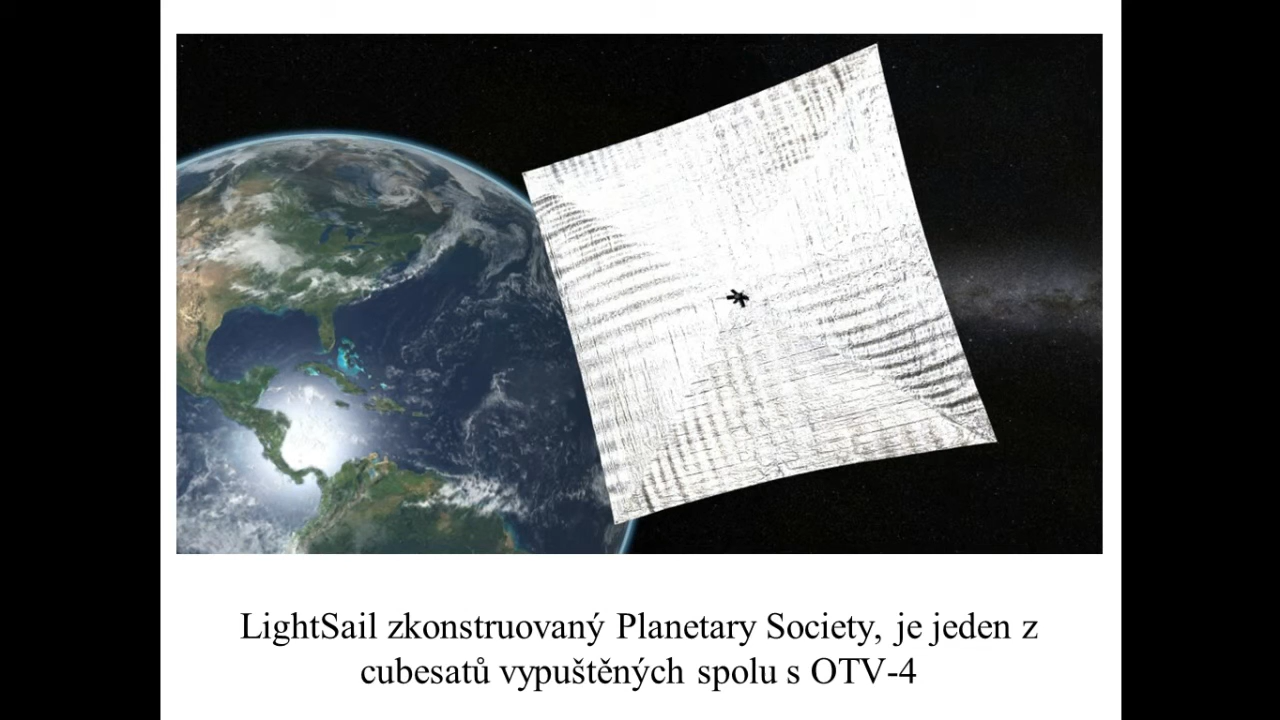 LightSail zkonstruovaný Planetary Society, je jeden z
cubesatů vypuštěných spolu s OTV-4